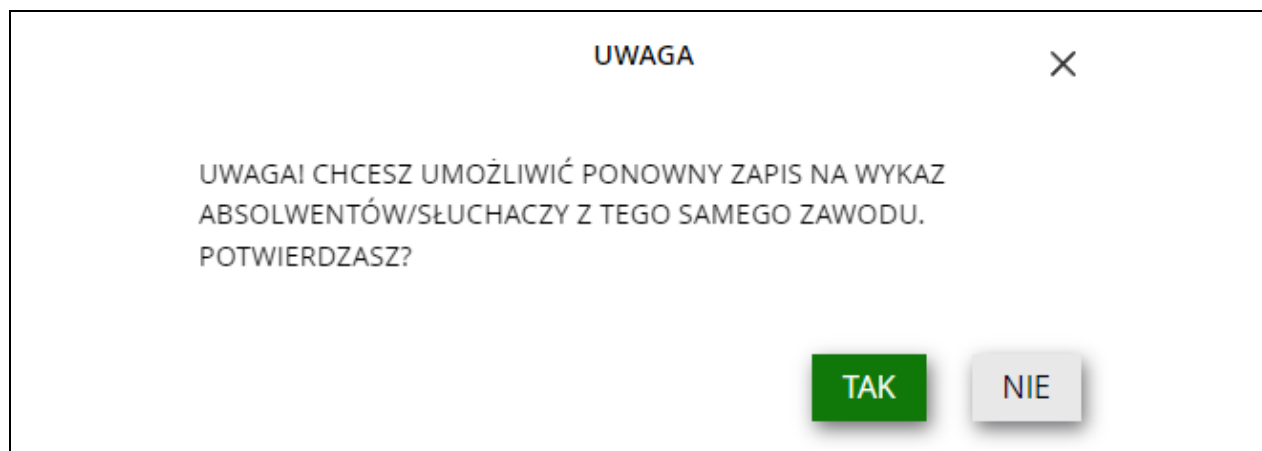 UWAGA
UWAGA! CHCESZ UMOŻLIWIĆ PONOWNY ZAPIS NA WYKAZ
ABSOLWENTÓW/SŁUCHACZY Z TEGO SAMEGO ZAWODU.
POTWIERDZASZ?
TAK NIE